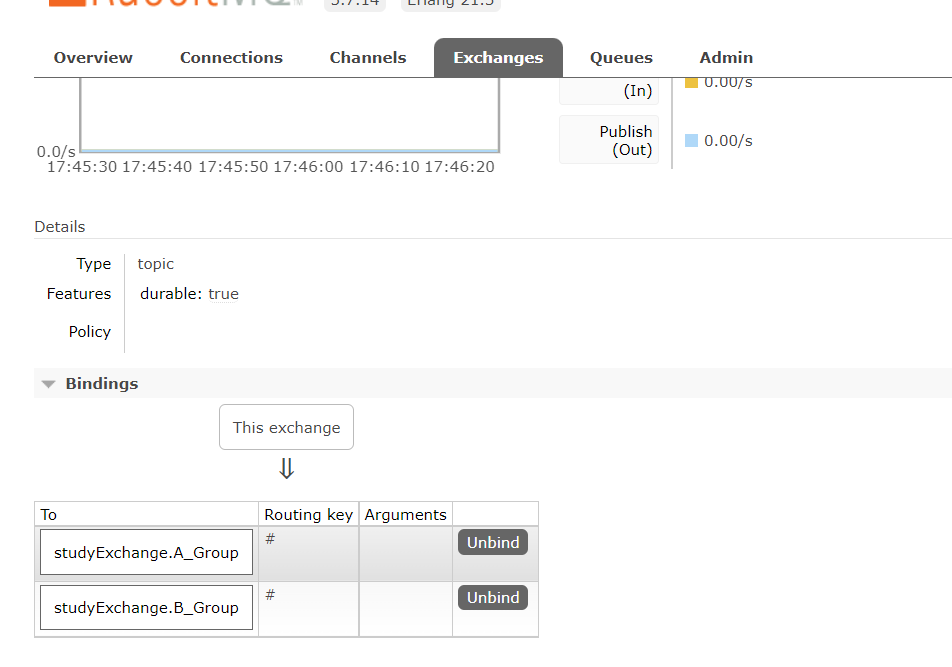 3.7.14 Erlang 21.3
Overview Connections Channels Exchanges Queues Admin
(In) 0.00/s
Publish
(Out) 0.00/s
0.0/s
17:45:30 17:45:40 17:45:50 17:46:00 17:46:10 17:46:20
Details
Type topic
Features durable: true
Policy
Bindings
This exchange
⇓
To Routing key Arguments
studyExchange.A_Group # Unbind
studyExchange.B_Group # Unbind